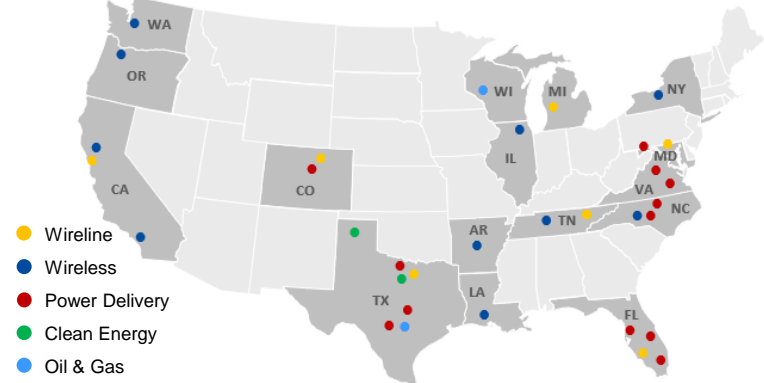 WA
OR
WI
MI
NY
IL
MD
CO
CA
VA
NC
TN
AR
TX
LA
FL
Wireline
Wireless
Power Delivery
Clean Energy
Oil & Gas